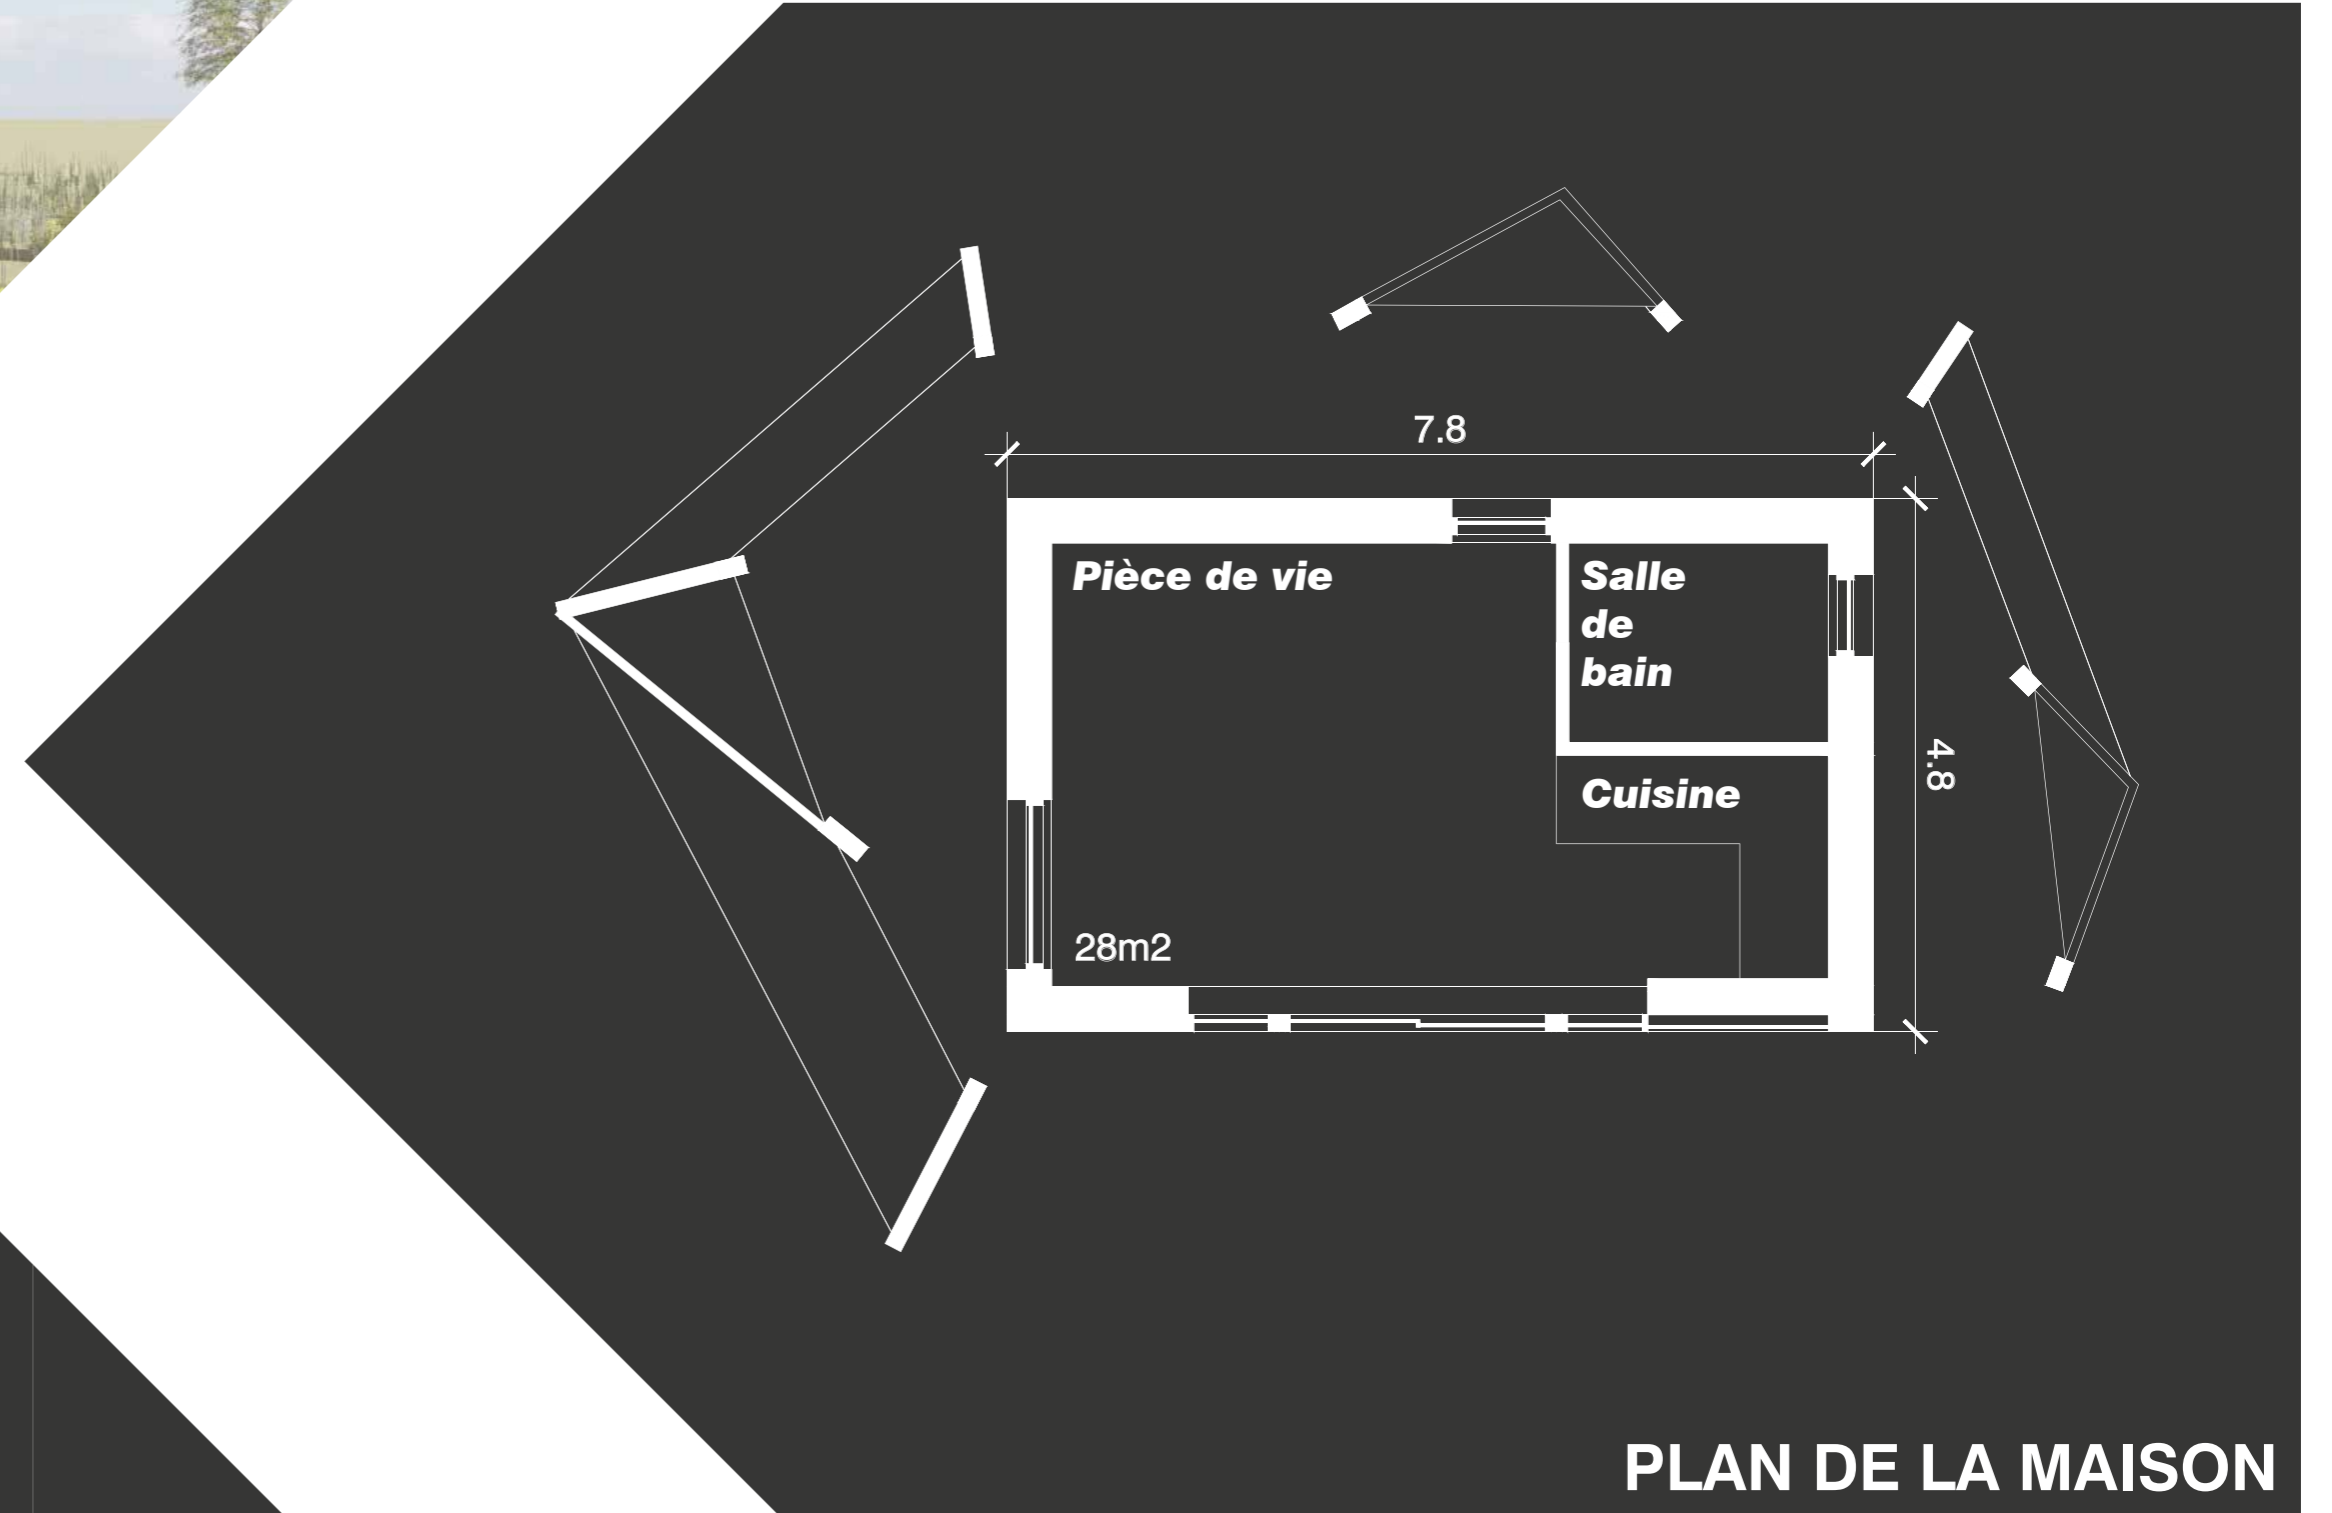 7.8
Pièce de vie
Salle
de
bain
4.8
Cuisine
28m2
PLAN DE LA MAISON